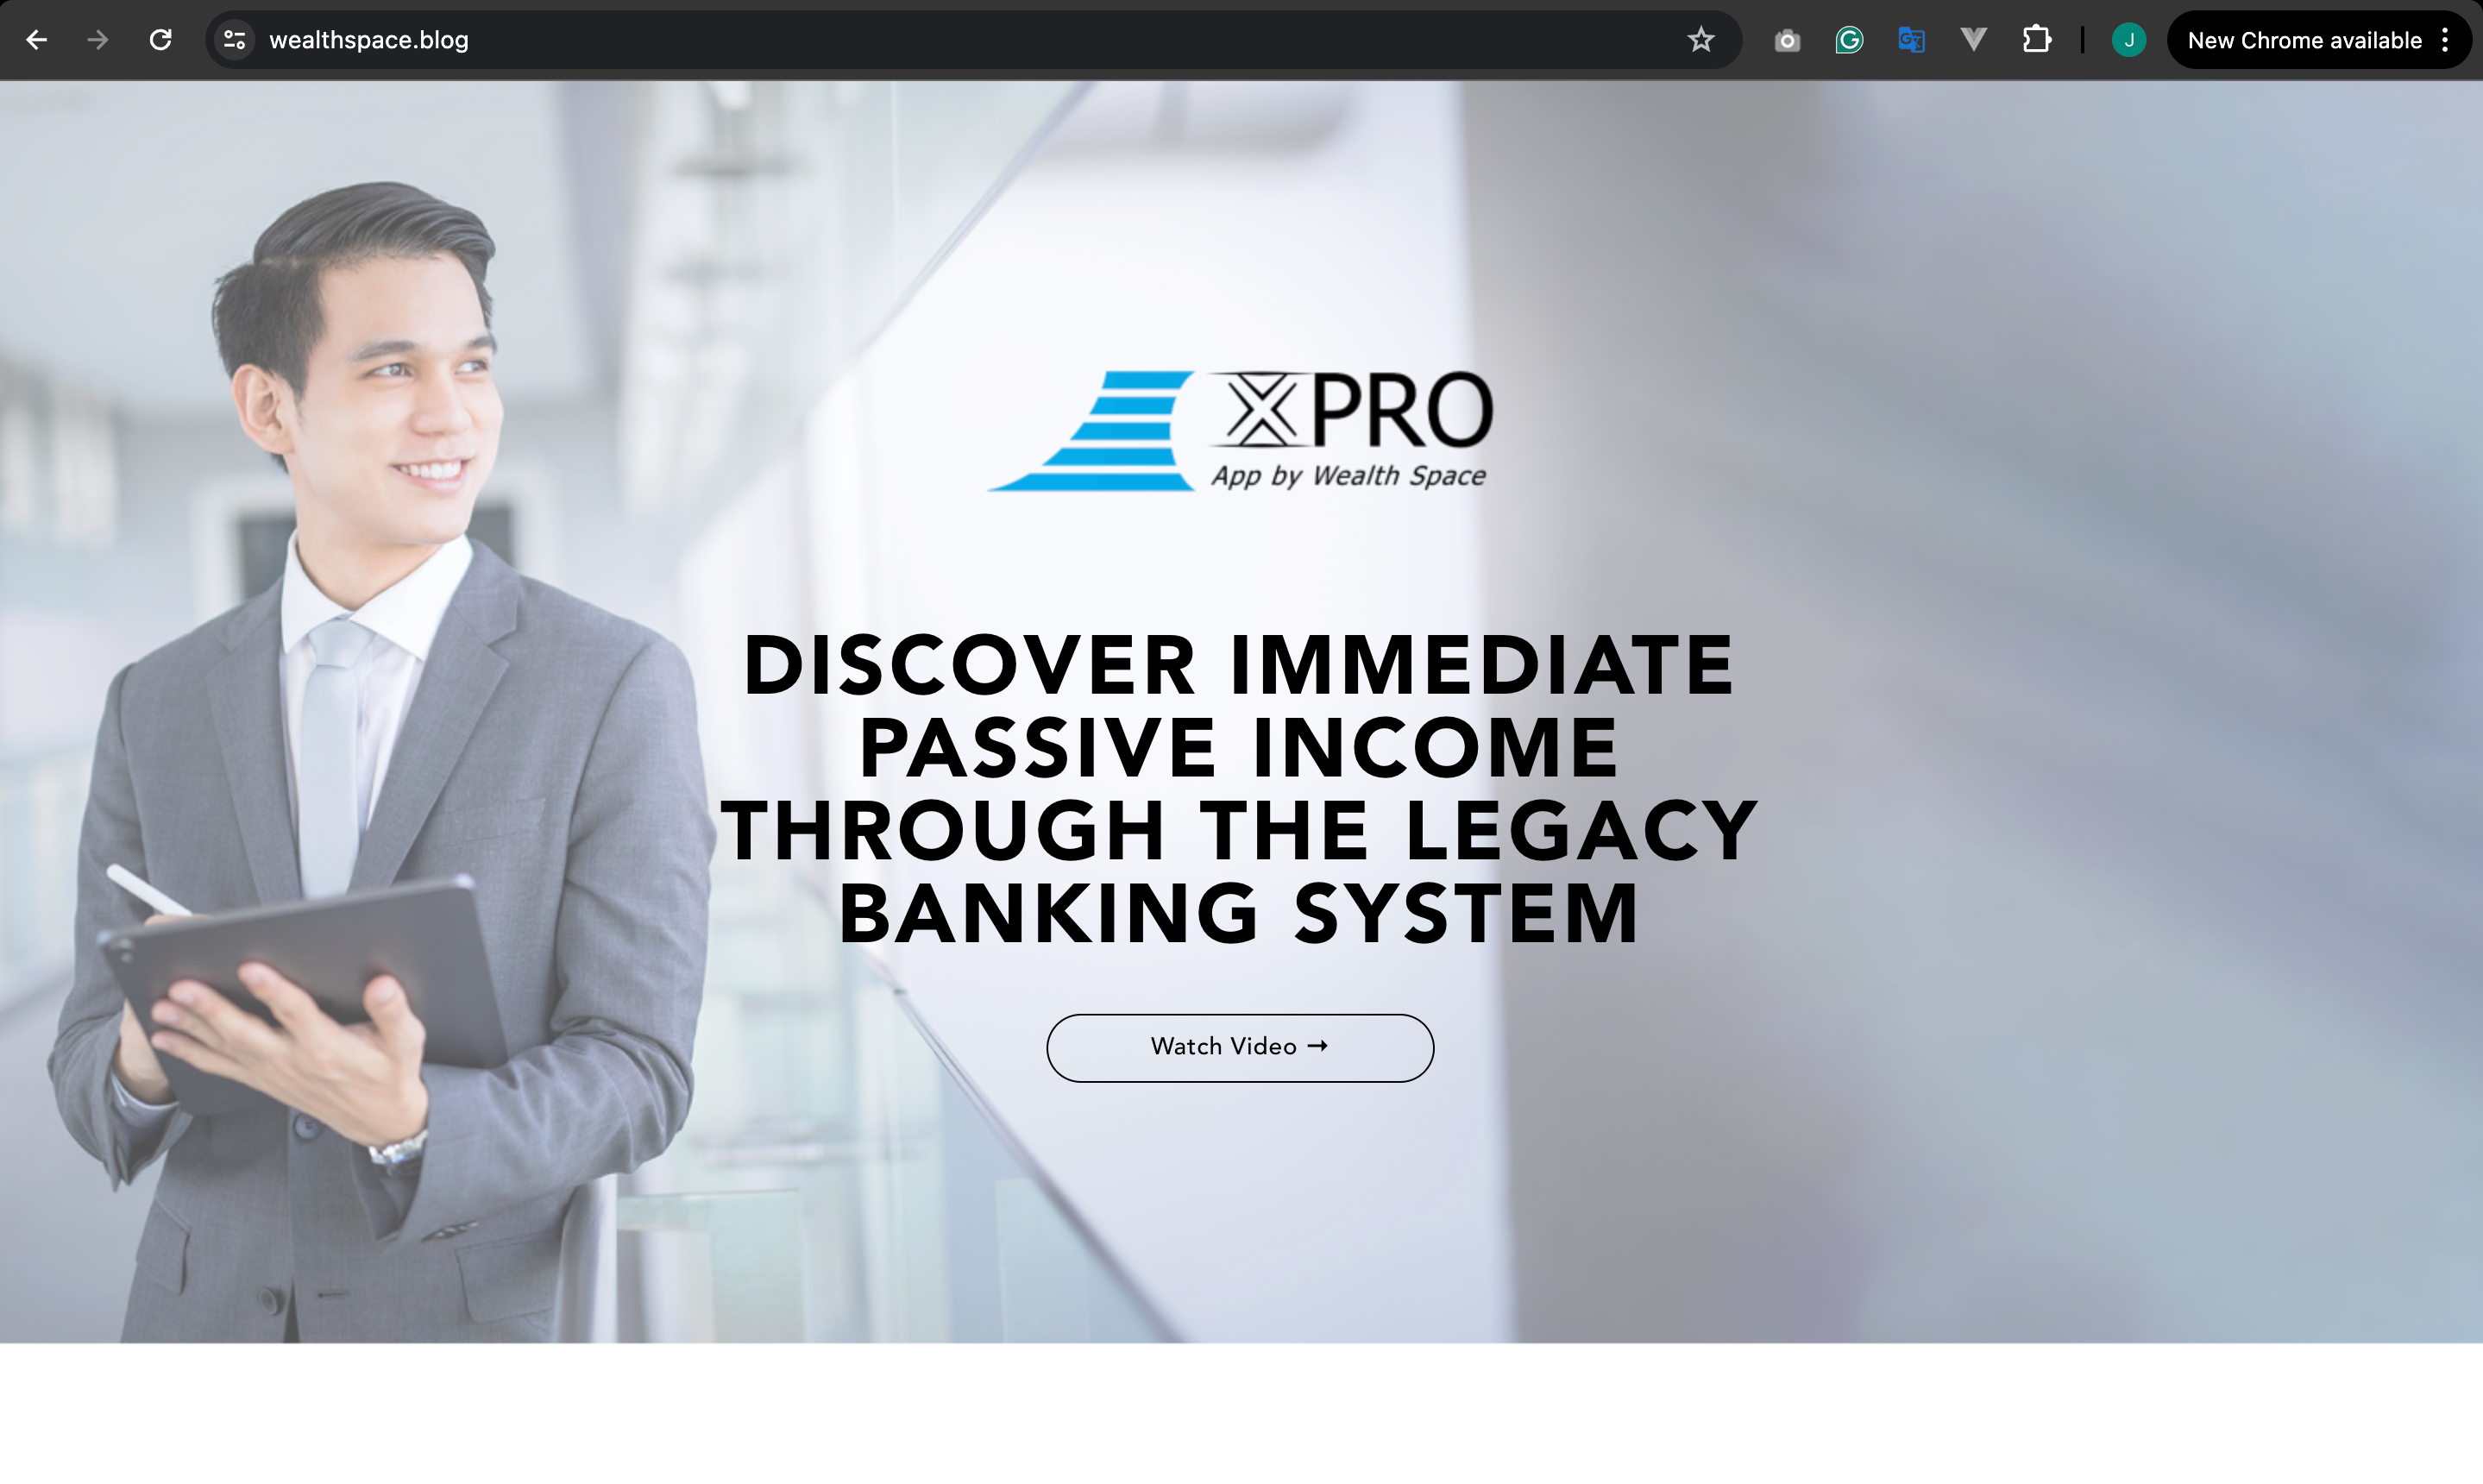 wealthspace.blog
J
New Chrome available
XPRO
App by Wealth Space
DISCOVER IMMEDIATE
PASSIVE INCOME
THROUGH THE LEGACY
BANKING SYSTEM
Watch Video →